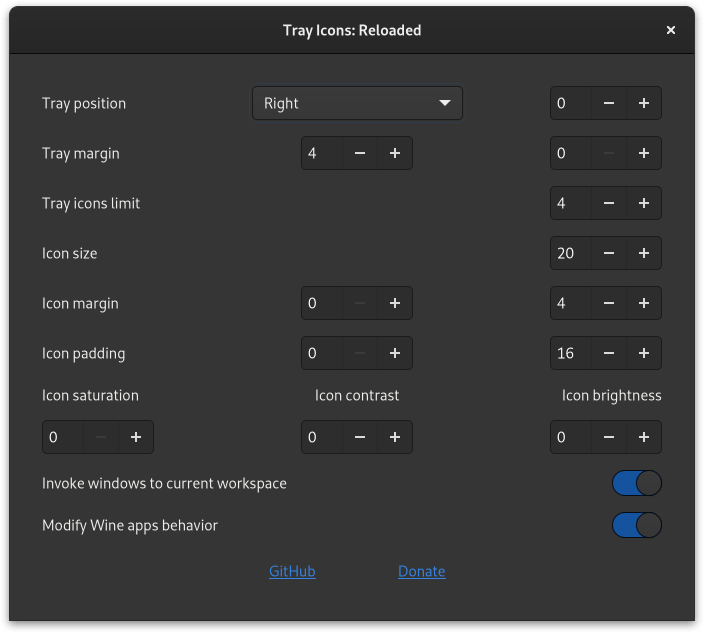 Tray Icons: Reloaded
Tray position Right 0
Tray margin 4 0
Tray icons limit 4
Icon size 20
Icon margin 0 4
Icon padding 0 16
Icon saturation Icon contrast Icon brightness
0 0 0
Invoke windows to current workspace
Modify Wine apps behavior
GitHub Donate